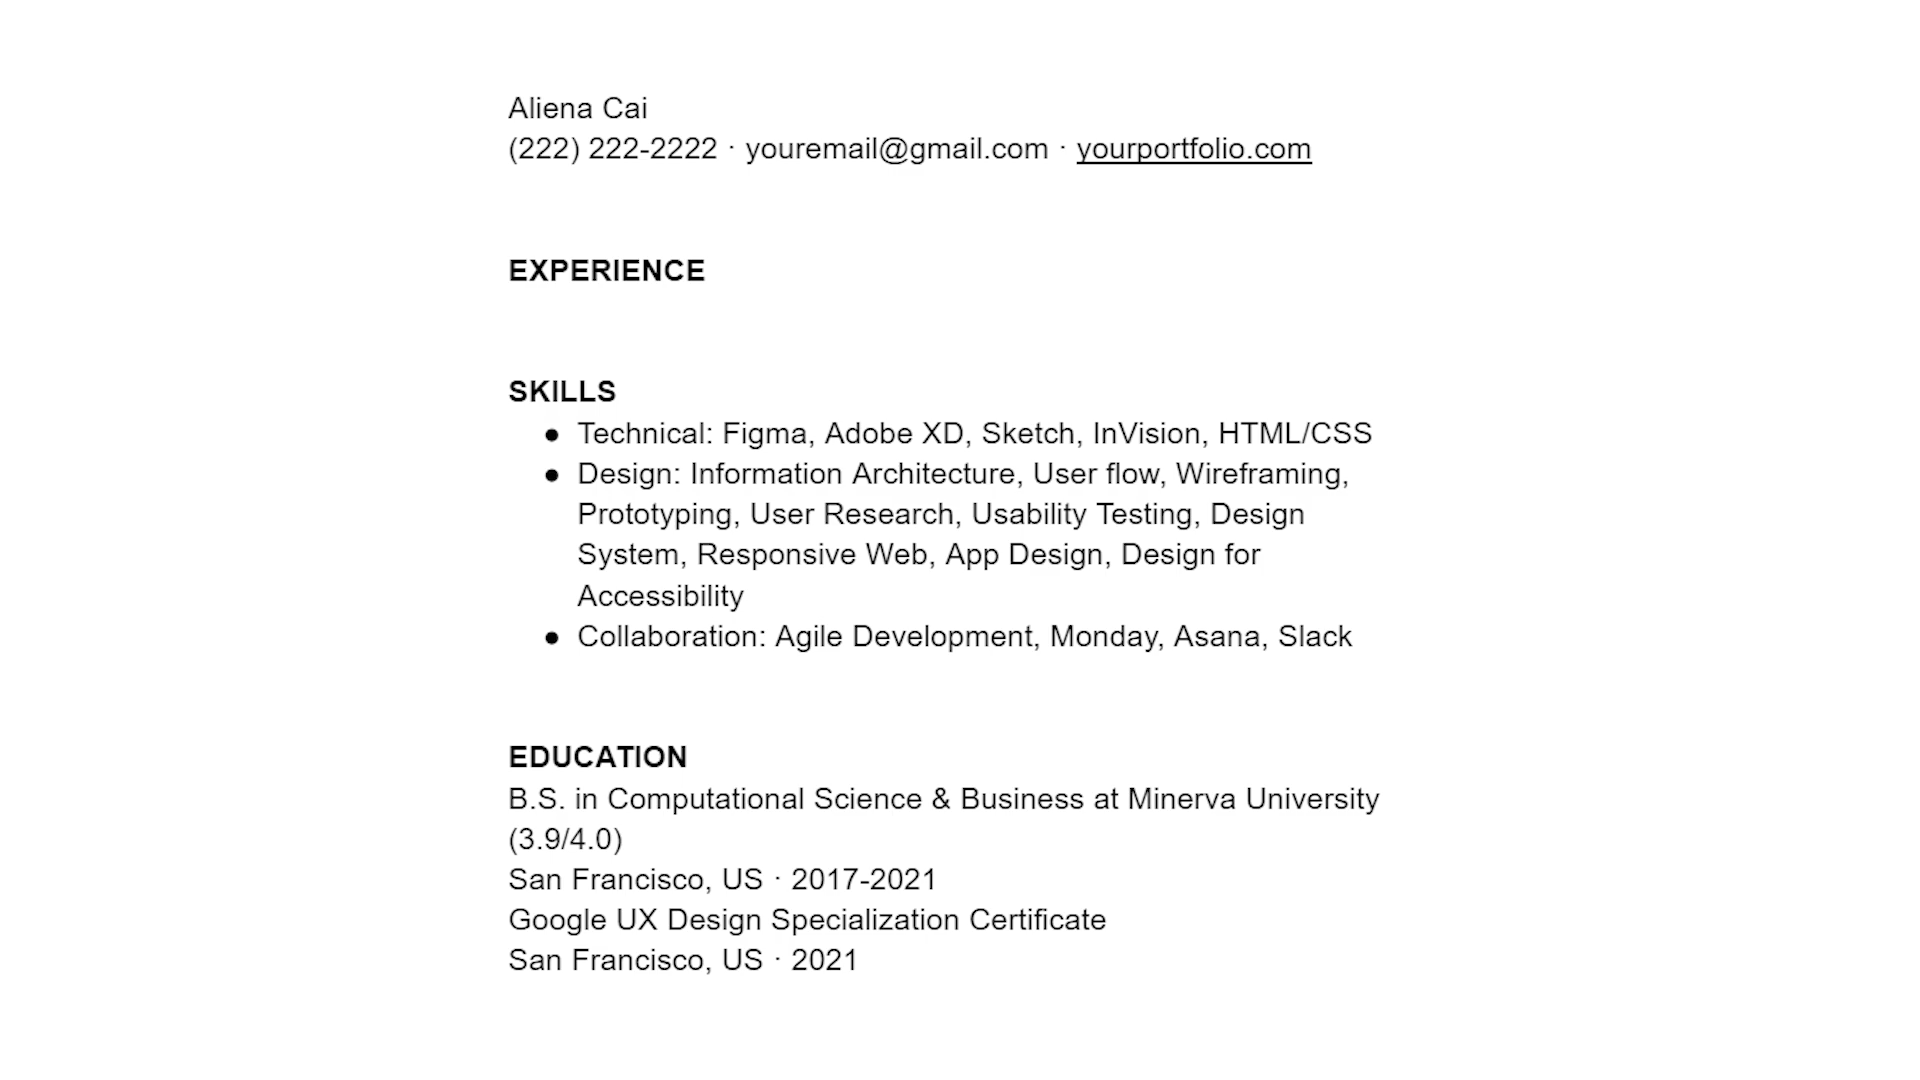 Aliena Cai
(222) 222-2222 · youremail@gmail.com · yourportfolio.com
EXPERIENCE
SKILLS
● Technical: Figma, Adobe XD, Sketch, InVision, HTML/CSS
● Design: Information Architecture, User flow, Wireframing,
Prototyping, User Research, Usability Testing, Design
System, Responsive Web, App Design, Design for
Accessibility
● Collaboration: Agile Development, Monday, Asana, Slack
EDUCATION
B.S. in Computational Science & Business at Minerva University
(3.9/4.0)
San Francisco, US · 2017-2021
Google UX Design Specialization Certificate
San Francisco, US · 2021